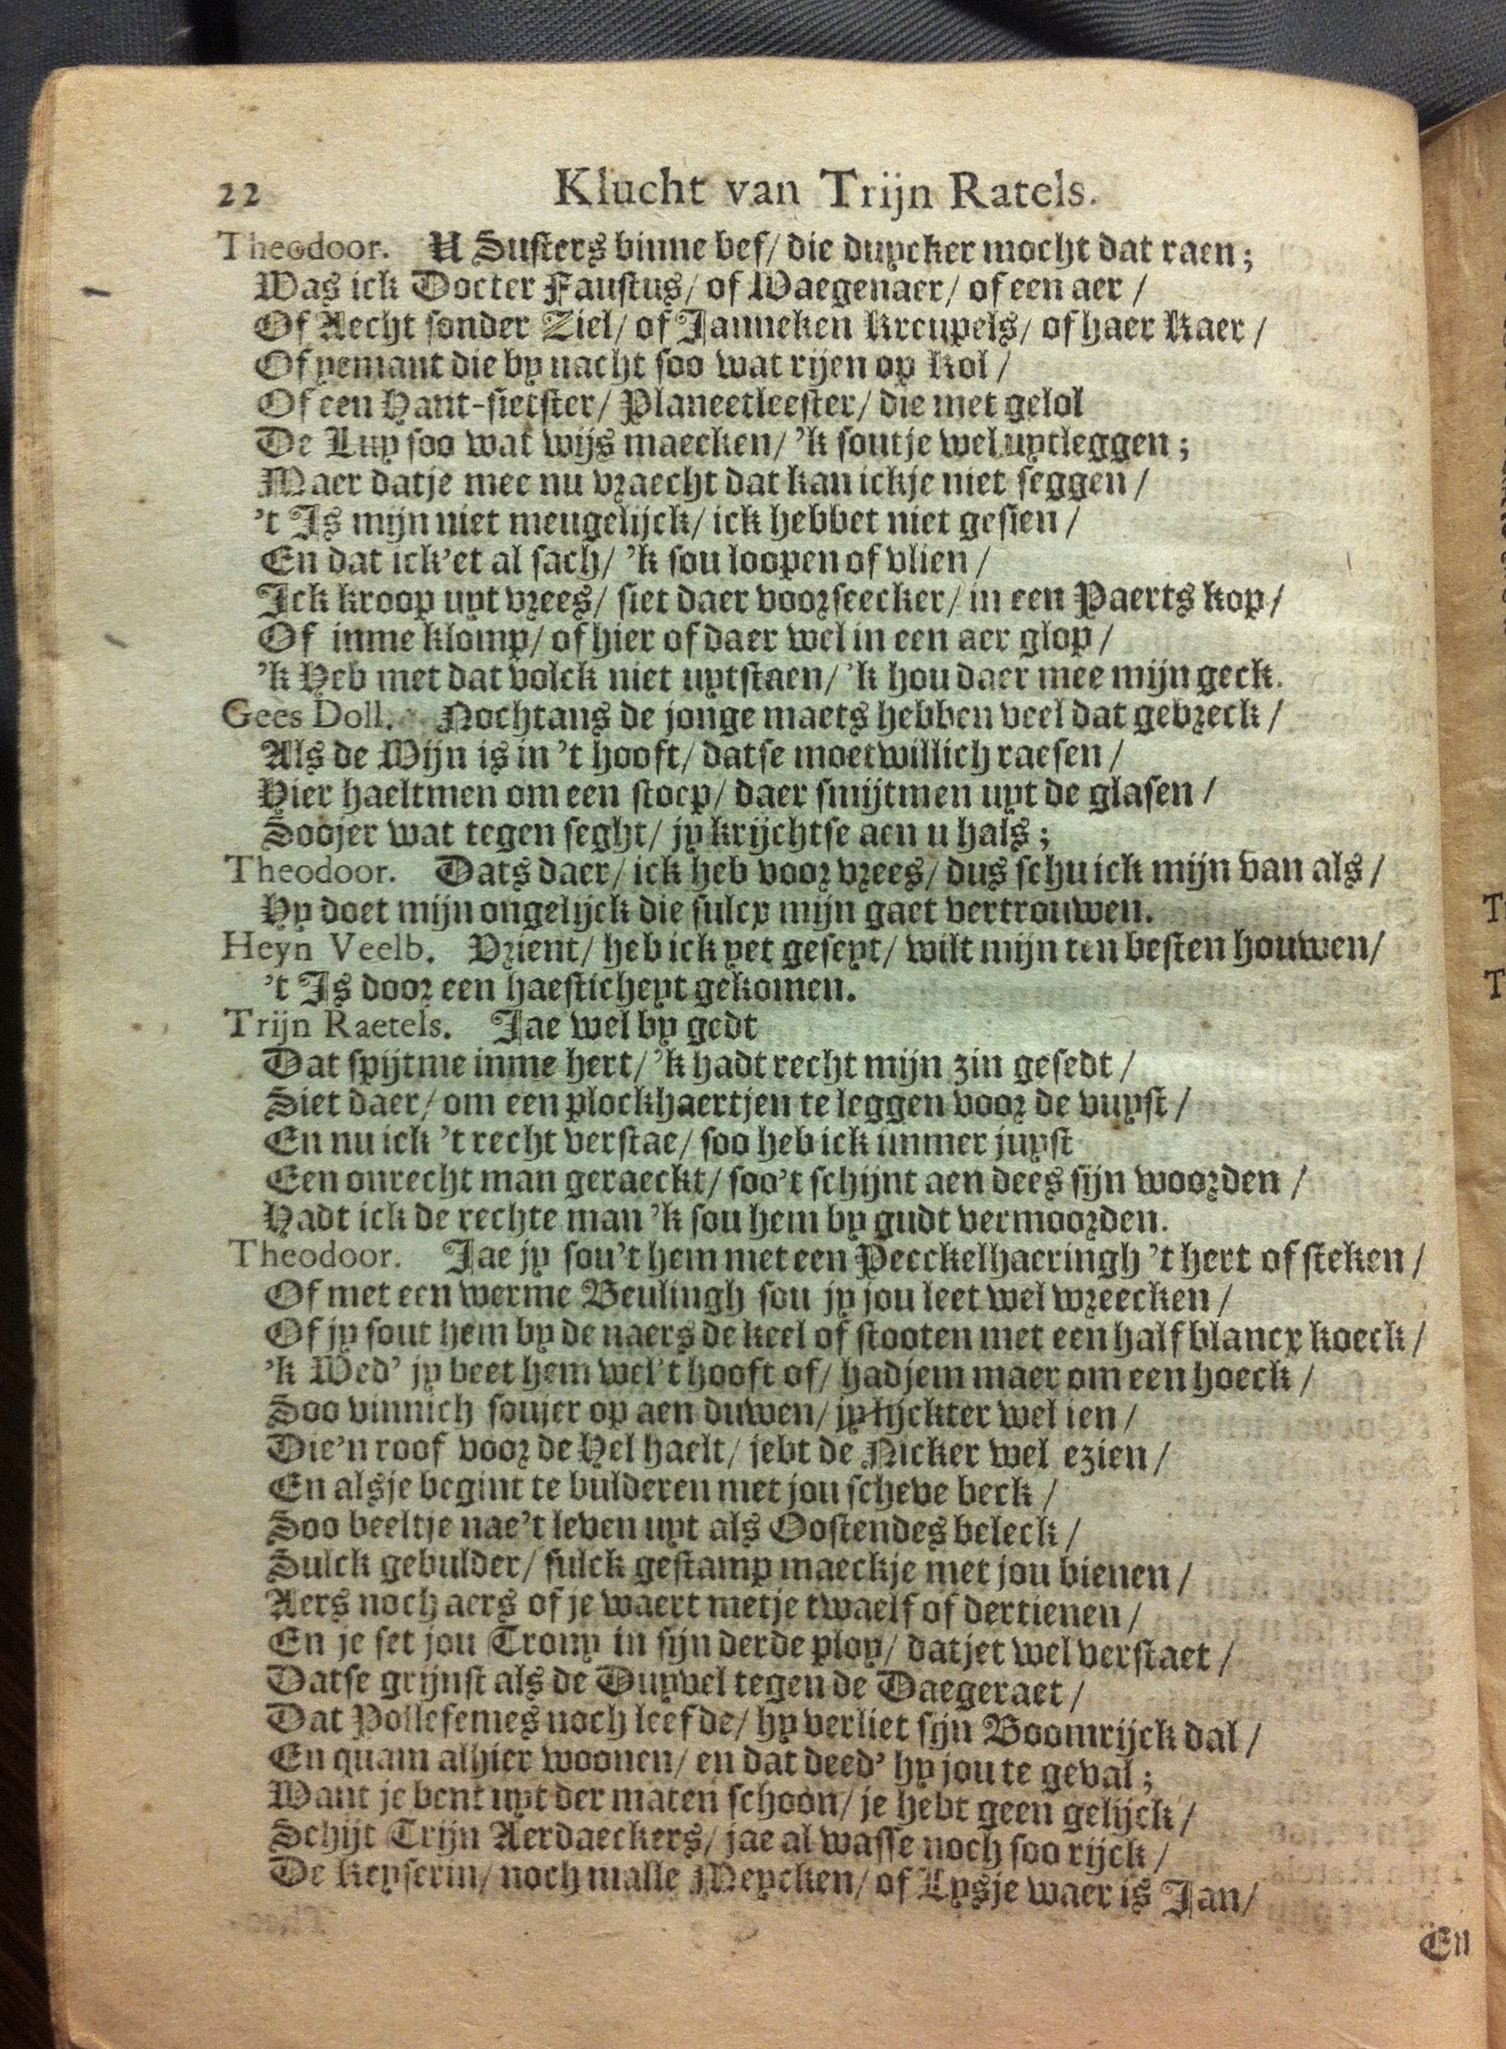 22 Klucht van Trijn Ratels.
Theodoor. U Susters binne bef/ die duycker mocht dat raen;
Was ick Docter Faustus/ of Waegenaer/ of een aer /
Of Aecht sonder Ziel/ of Janneken Kreupels/ of haer Kaer /
Of yemant die by nacht soo wat rijen op Kol /
Of een Hant-sietster/ Planeetleester/ die met gelol
De Luy soo wat wijs maecken/ 'k soutje wel uytleggen;
Maer datje mee nu vraecht dat kan ickje niet seggen /
't Is mijn niet meugelijck/ ick hebbet niet gesien /
En dat ick'et al sach/ 'k sou loopen of vlien /
Ick kroop uyt vrees/ siet daer voorseecker/ in een Paerts kop/
Of inme klomp/ of hier of daer wel in een aer glop /
'k Heb met dat volck niet uytstaen/ 'k hou daer mee mijn geck.
Gees Doll. Nochtans de jonge maets hebben veel dat gebreck /
Als de Wijn is in 't hooft/ datse moetwillich raesen /
Hier haeltmen om een stoep/ daer smijtmen uyt de glasen /
Soojer wat tegen seght/ jy krijchtse aen u hals;
Theodoor. Dats daer/ ick heb voor vrees/ dus schu ick mijn van als /
Hy doet mijn ongelijck die sulcx mijn gaet vertrouwen.
Heyn Veelb. Vrient/ heb ick yet geseyt/ wilt mijn ten besten houwen/
't Is door een haesticheyt gekomen.
Trijn Raetels. Jae wel by gedt
Dat spijtme inme hert/ 'k hadt recht mijn zin gesedt /
Siet daer/ om een plockhaertjen te leggen voor de vuyst /
En nu ick 't recht verstae/ soo heb ick immer juyst
Een onrecht man geraeckt/ soo't schijnt aen dees sijn woorden /
Hadt ick de rechte man 'k sou hem by gudt vermoorden.
Theodoor. Jae jy sou't hem met een Peeckelhaeringh 't hert of steken /
Of met een werme Beulingh sou jy jou leet wel wreecken /
Of jy sout hem by de naers de keel of stooten met een half blancx koeck /
'k Wed' jy beet hem wel't hooft of/ hadjem maer om een hoeck /
Soo vinnich soujer op aen duwen/ jy lijckter wel ien /
Die'n roof voor de Hel haelt/ jebt de Nicker wel ezien /
En alsje begint te bulderen met jou scheve beck /
Soo beeltje nae't leven uyt als Oostendes beleck /
Sulck gebulder/ sulck gestamp maeckje met jou bienen /
Aers noch aers of je waert metje twaelf of dertienen /
En je set jou Trony in sijn derde ploy/ datjet wel verstaet /
Datse grijnst als de Duyvel tegen de Daegeraet /
Dat Pollefemes noch leefde/ hy verliet sijn Boomrijck dal /
En quam alhier woonen/ en dat deed' hy jou te geval;
Want je bent uyt der maten schoon/ je hebt geen gelijck /
Schijt Trijn Aerdaeckers/ jae al wasse noch soo rijck /
De Keyserin/ noch malle Meycken/ of Lysje waer is Jan/
En